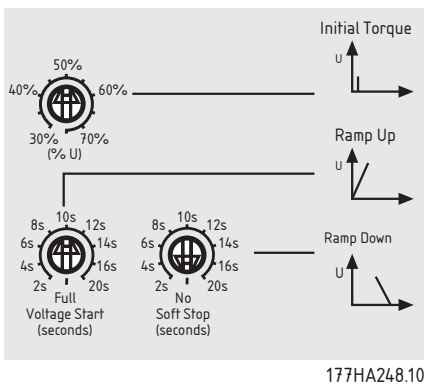 Initial Torque
U
50%
40% 60%
30% 70%
(% U)
Ramp Up
U
10s
8s 12s
6s 14s
4s 16s
2s 20s
Full
Voltage Start
(seconds)
10s
8s 12s
6s 14s
4s 16s
2s 20s
No
Soft Stop
(seconds)
Ramp Down
U
177HA248.10